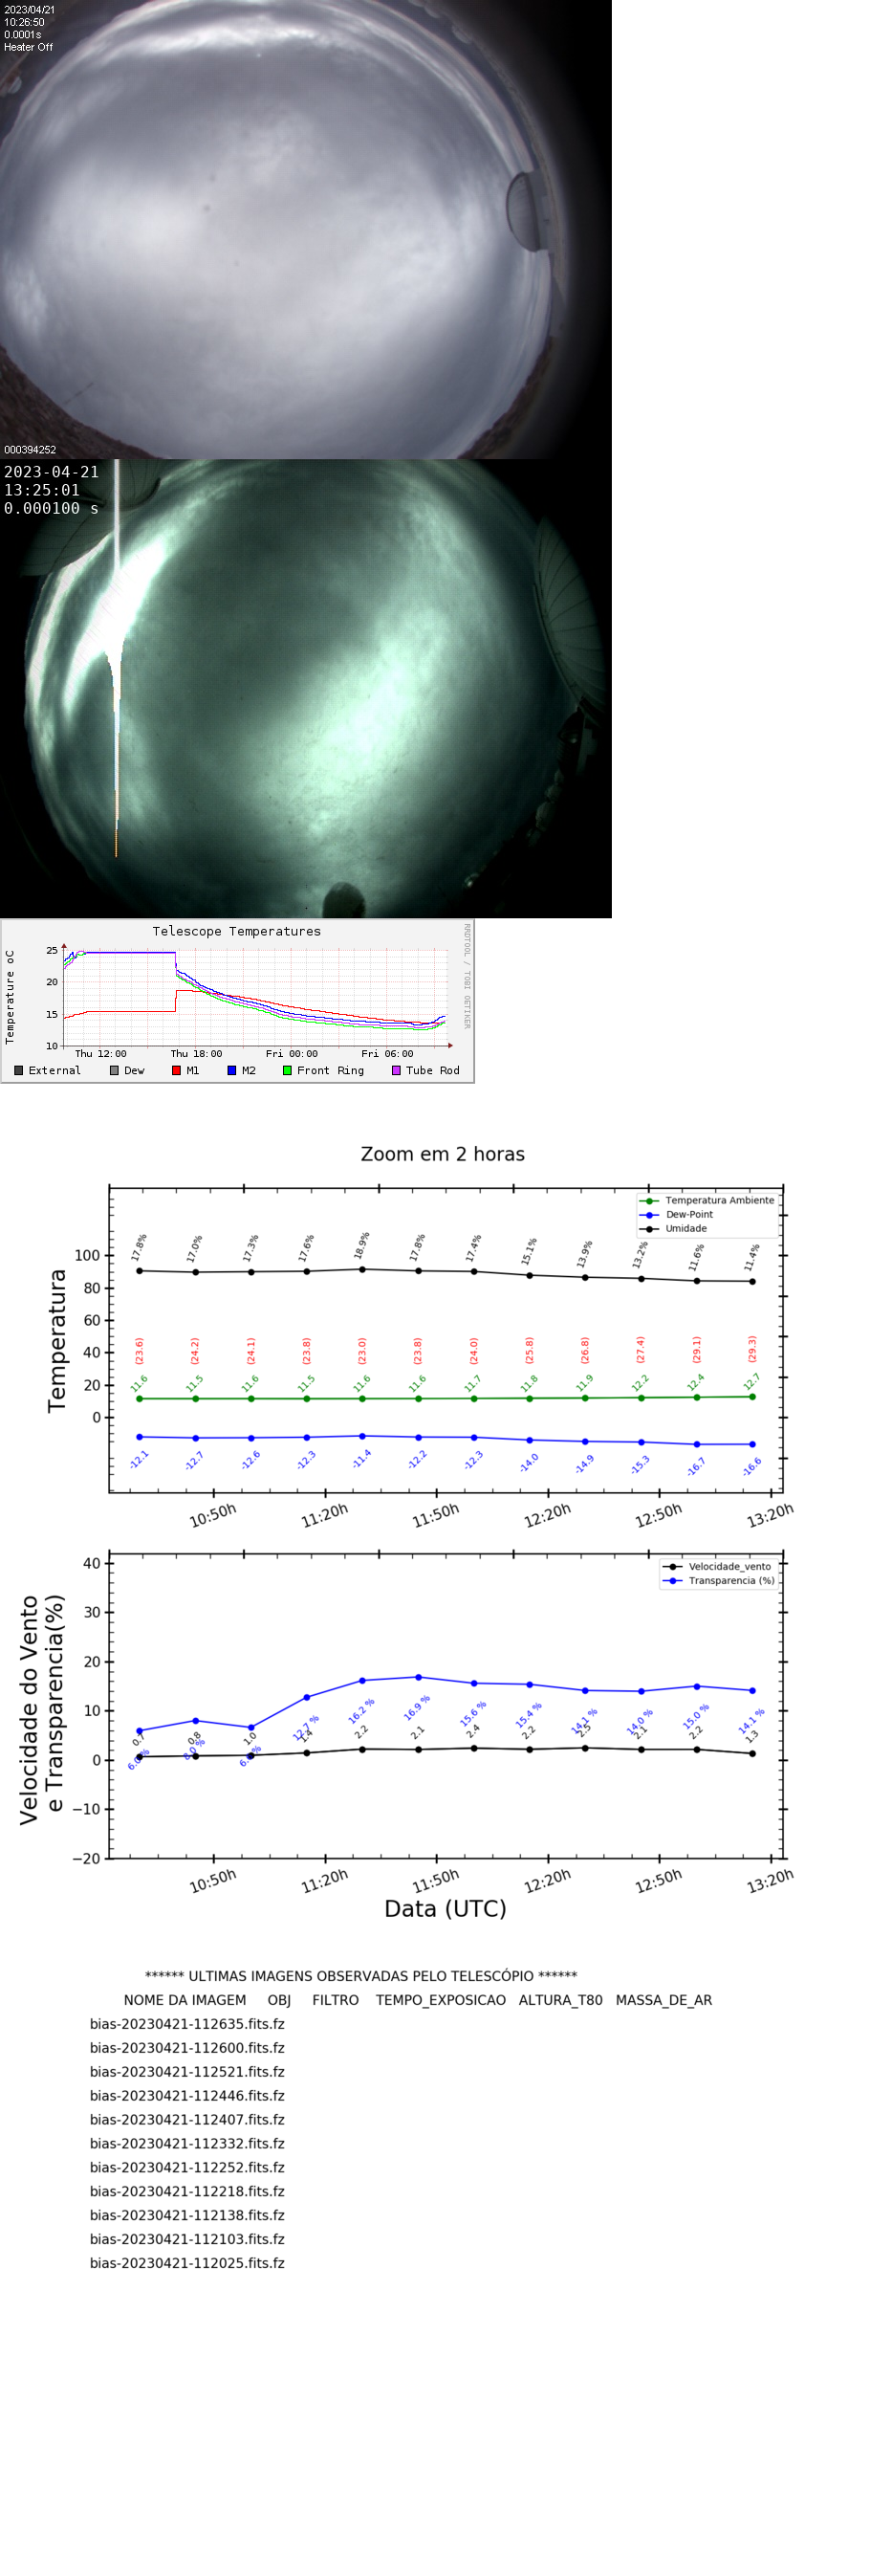 2023/04/21
10:26:50
0.0001s
Heater Off
000394252
2023-04-21
13:25:01
0.000100 s
Telescope Temperatures
RRDTOOL / TOBI OETIKER
Temperature oC
25
20
15
10
Thu 12:00 Thu 18:00 Fri 00:00 Fri 06:00
External Dew M1 M2 Front Ring Tube Rod
Zoom em 2 horas
Temperatura Ambiente
Dew-Point
Umidade
Temperatura
100
80
60
40
20
0
17.8% 17.0% 17.3% 17.6% 18.9% 17.8% 17.4% 15.1% 13.9% 13.2% 11.6% 11.4%
(23.6) (24.2) (24.1) (23.8) (23.0) (23.8) (24.0) (25.8) (26.8) (27.4) (29.1) (29.3)
11.6 11.5 11.6 11.5 11.6 11.6 11.7 11.8 11.9 12.2 12.4 12.7
-12.1 -12.7 -12.6 -12.3 -11.4 -12.2 -12.3 -14.0 -14.9 -15.3 -16.7 -16.6
10:50h 11:20h 11:50h 12:20h 12:50h 13:20h
Velocidade_vento
Transparencia (%)
Velocidade do Vento
e Transparencia(%)
40
30
20
10
0
−10
−20
12.7 % 16.2 % 16.9 % 15.6 % 15.4 % 14.1 % 14.0 % 15.0 % 14.1 %
0.7 0.8 1.0 1.4 2.2 2.1 2.4 2.2 2.5 2.1 2.2 1.3
10:50h 11:20h 11:50h 12:20h 12:50h 13:20h
Data (UTC)
****** ULTIMAS IMAGENS OBSERVADAS PELO TELESCÓPIO ******
NOME DA IMAGEM OBJ FILTRO TEMPO_EXPOSICAO ALTURA_T80 MASSA_DE_AR
bias-20230421-112635.fits.fz
bias-20230421-112600.fits.fz
bias-20230421-112521.fits.fz
bias-20230421-112446.fits.fz
bias-20230421-112407.fits.fz
bias-20230421-112332.fits.fz
bias-20230421-112252.fits.fz
bias-20230421-112218.fits.fz
bias-20230421-112138.fits.fz
bias-20230421-112103.fits.fz
bias-20230421-112025.fits.fz